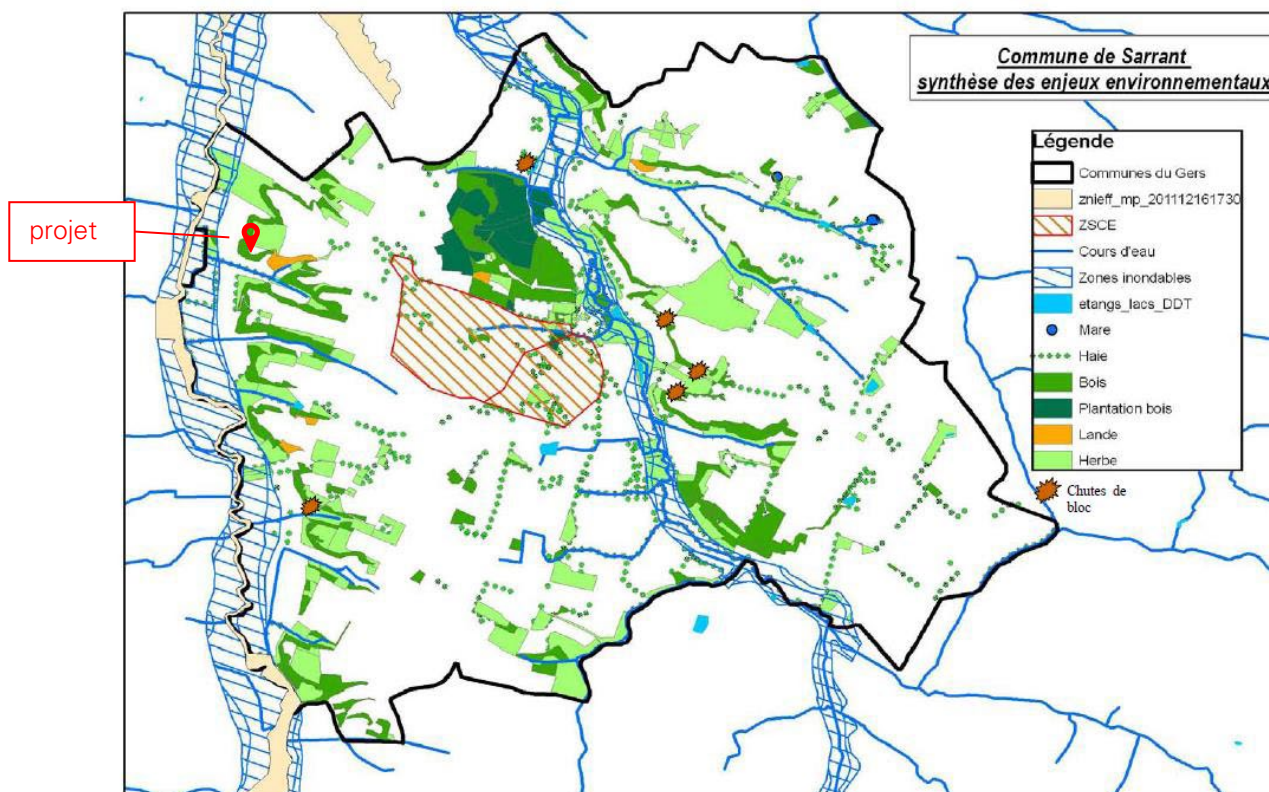 Commune de Sarrant
synthèse des enjeux environnementaux
projet
Légende
Communes du Gers
znieff_mp_201112161730
ZSCE
Cours d'eau
Zones inondables
etangs_lacs_DDT
Mare
Haie
Bois
Plantation bois
Lande
Herbe
Chutes de
bloc